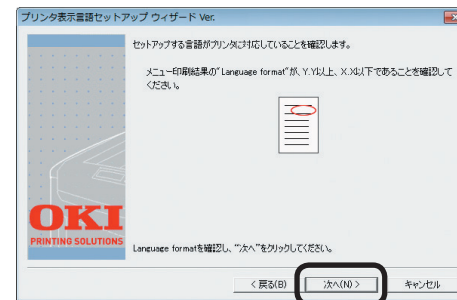 プリンタ表示言語セットアップ ウィザード Ver.
セットアップする言語がプリンタに対応していることを確認します。
メニュー印刷結果の"Language format"が、Y.Y以上、X.X以下であることを確認して
ください。
OKI
PRINTING SOLUTIONS
Language formatを確認し、"次へ"をクリックしてください。
< 戻る(B)
次へ(N) >
キャンセル